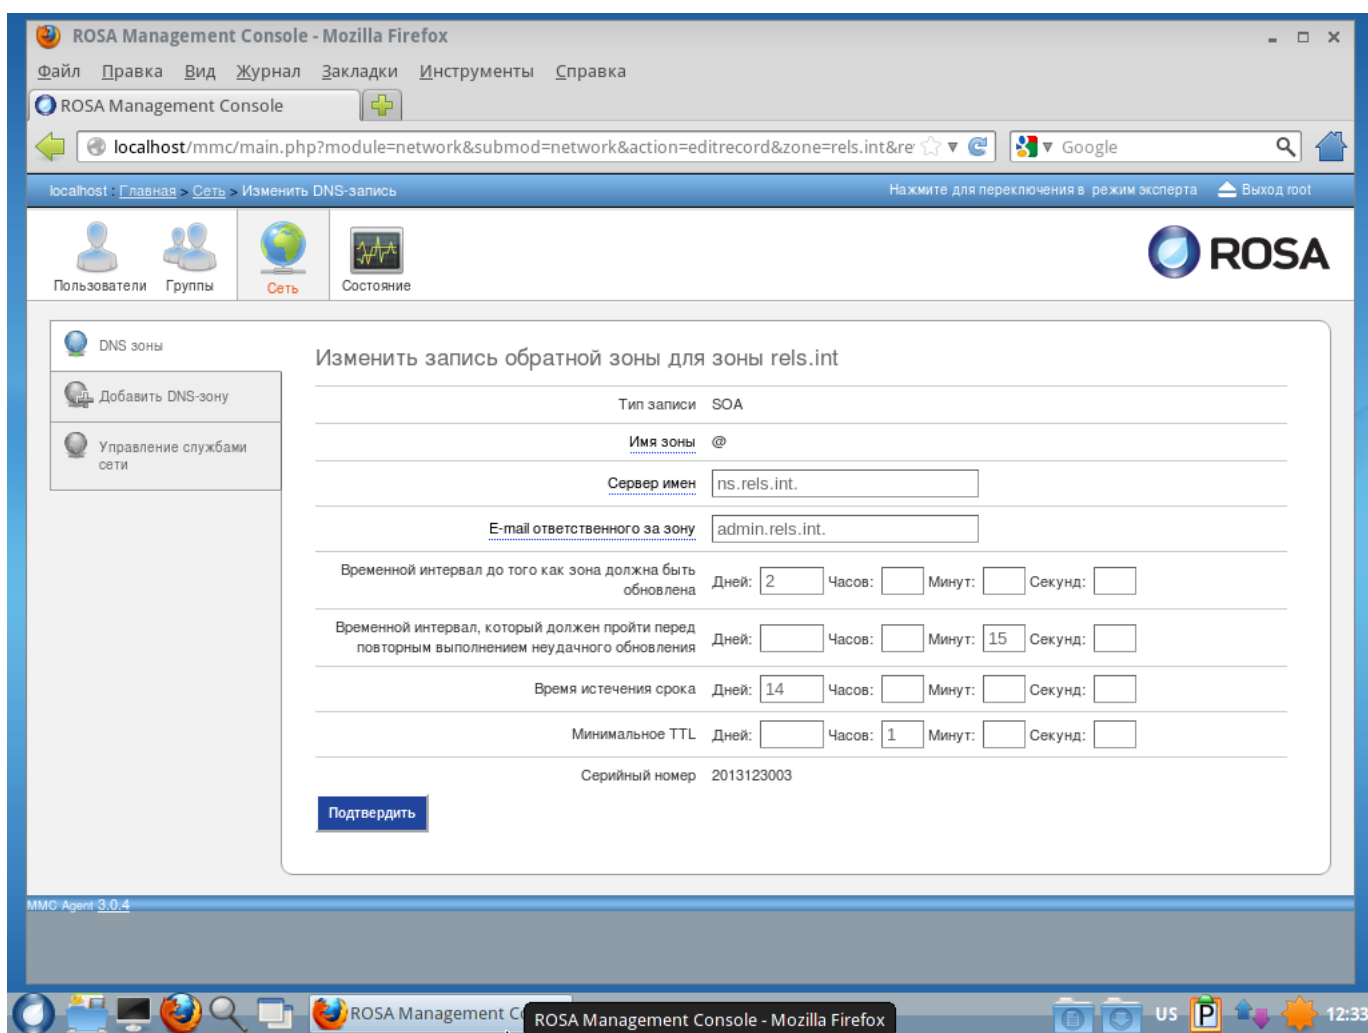 ROSA Management Console - Mozilla Firefox
Файл Правка Вид Журнал Закладки Инструменты Справка
ROSA Management Console
localhost/mmc/main.php?module=network&submod=network&action=editrecord&zone=rels.int&re Google
localhost : Главная > Сеть > Изменить DNS-запись Нажмите для переключения в режим эксперта Выход root
Пользователи Группы Сеть Состояние ROSA
DNS зоны
Добавить DNS-зону
Управление службами
сети
Изменить запись обратной зоны для зоны rels.int
Тип записи SOA
Имя зоны @
Сервер имен ns.rels.int.
E-mail ответственного за зону admin.rels.int.
Временной интервал до того как зона должна быть
обновлена Дней: 2 Часов: Минут: Секунд:
Временной интервал, который должен пройти перед
повторным выполнением неудачного обновления Дней: Часов: Минут: 15 Секунд:
Время истечения срока Дней: 14 Часов: Минут: Секунд:
Минимальное TTL Дней: Часов: 1 Минут: Секунд:
Серийный номер 2013123003
Подтвердить
MMC Agent 3.0.4
ROSA Management Co
ROSA Management Console - Mozilla Firefox
US P 12:33